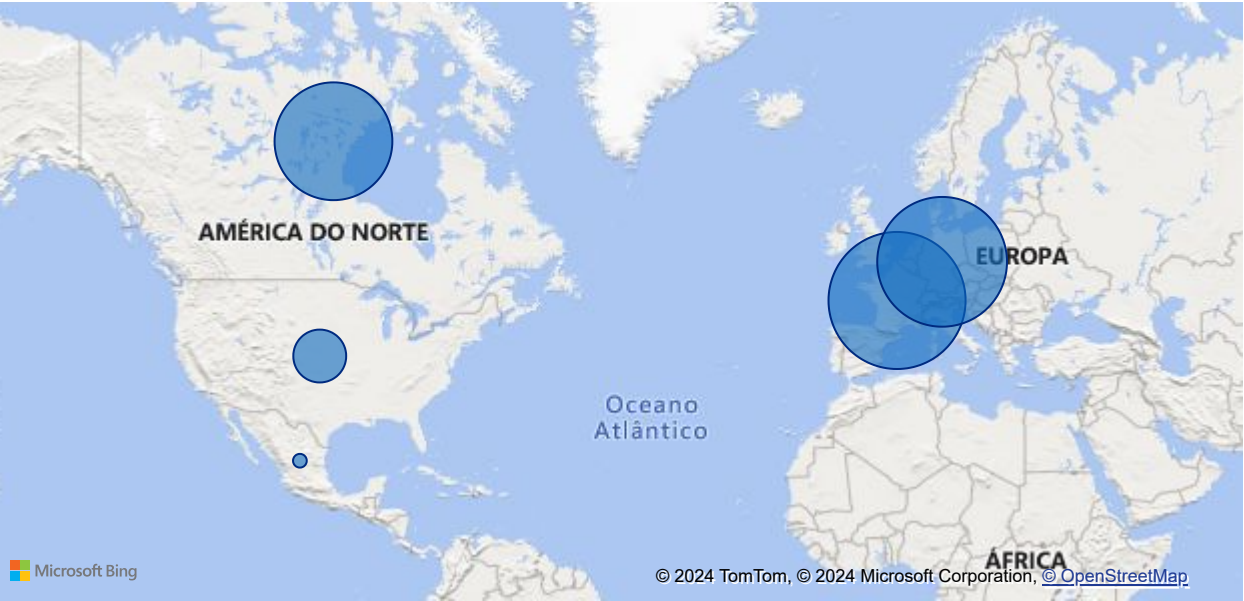 AMÉRICA DO NORTE
EUROPA
Oceano
Atlântico
ÁFRICA
Microsoft Bing
© 2024 TomTom, © 2024 Microsoft Corporation, © OpenStreetMap